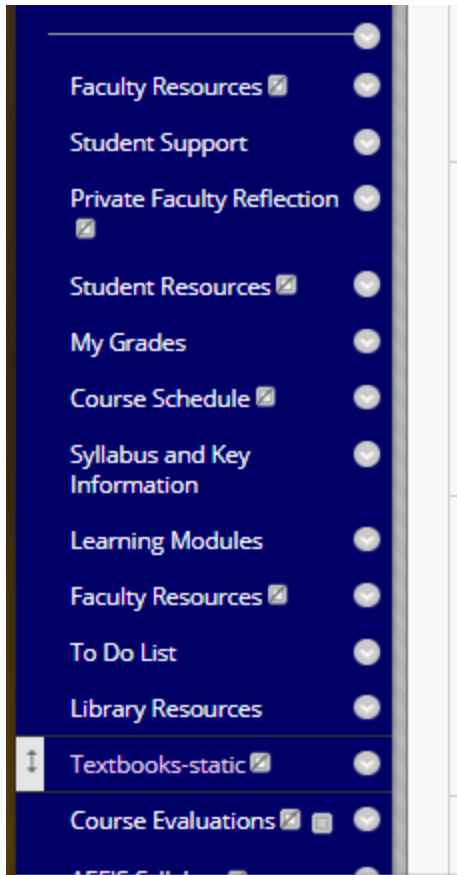 Faculty Resources
Student Support
Private Faculty Reflection
Student Resources
My Grades
Course Schedule
Syllabus and Key
Information
Learning Modules
Faculty Resources
To Do List
Library Resources
Textbooks-static
Course Evaluations